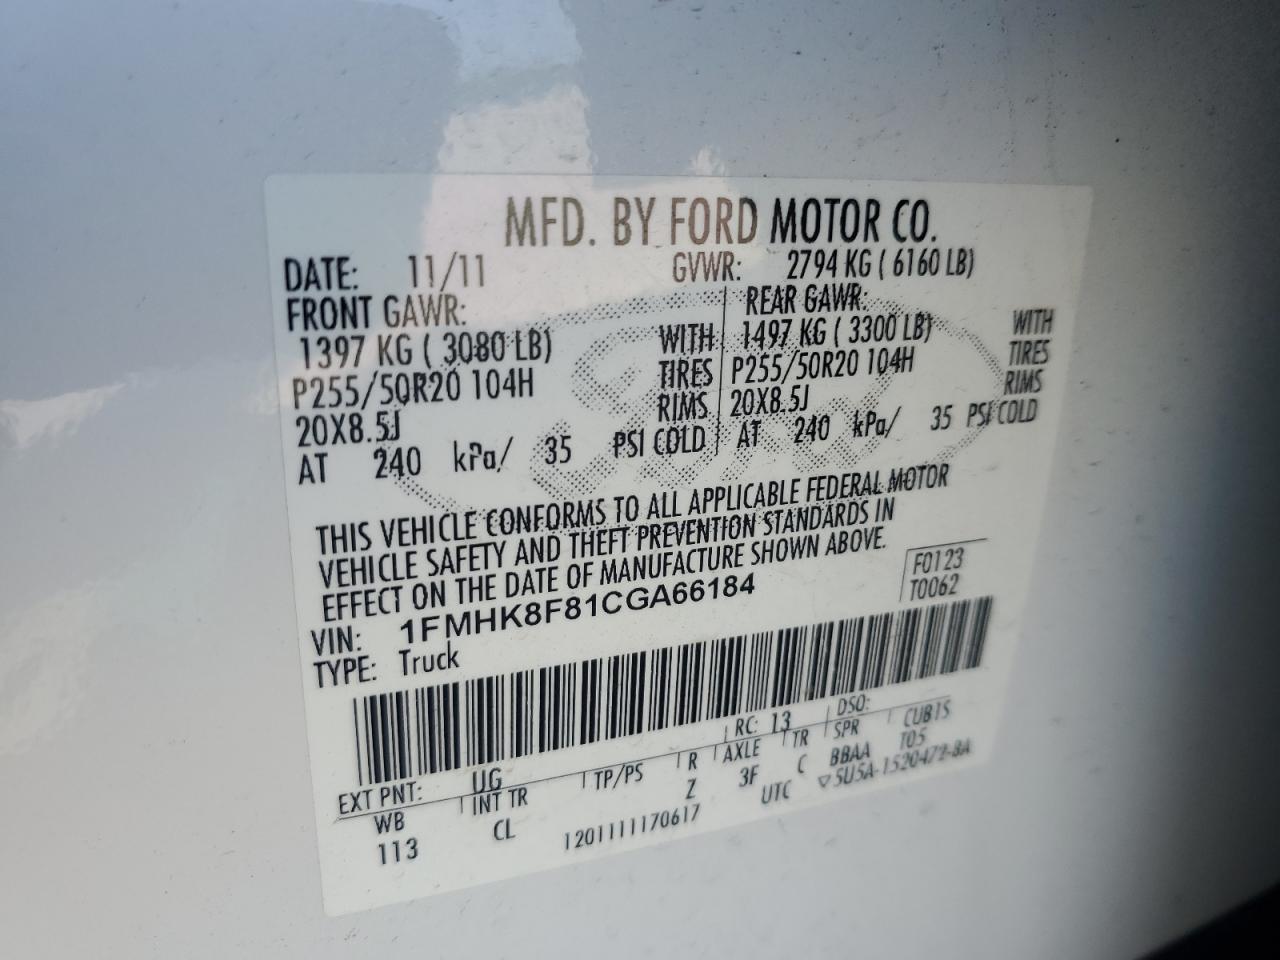 MFD. BY FORD MOTOR CO.
DATE: 11/11 GVWR: 2794 KG ( 6160 LB)
FRONT GAWR: REAR GAWR:
1397 KG ( 3080 LB) WITH 1497 KG ( 3300 LB) WITH
P255/50R20 104H TIRES P255/50R20 104H TIRES
20X8.5J RIMS 20X8.5J RIMS
AT 240 kPa/ 35 PSI COLD AT 240 kPa/ 35 PSI COLD
THIS VEHICLE CONFORMS TO ALL APPLICABLE FEDERAL MOTOR
VEHICLE SAFETY AND THEFT PREVENTION STANDARDS IN
EFFECT ON THE DATE OF MANUFACTURE SHOWN ABOVE.
F0123
T0062
VIN: 1FMHK8F81CGA66184
TYPE: Truck
EXT PNT: UG RC: 13 DSO:
WB INT TR TP/PS R AXLE TR SPR CUBIS
113 CL Z 3F C BBAA T05
1201111170617 UTC ▽5U5A-1520472-BA